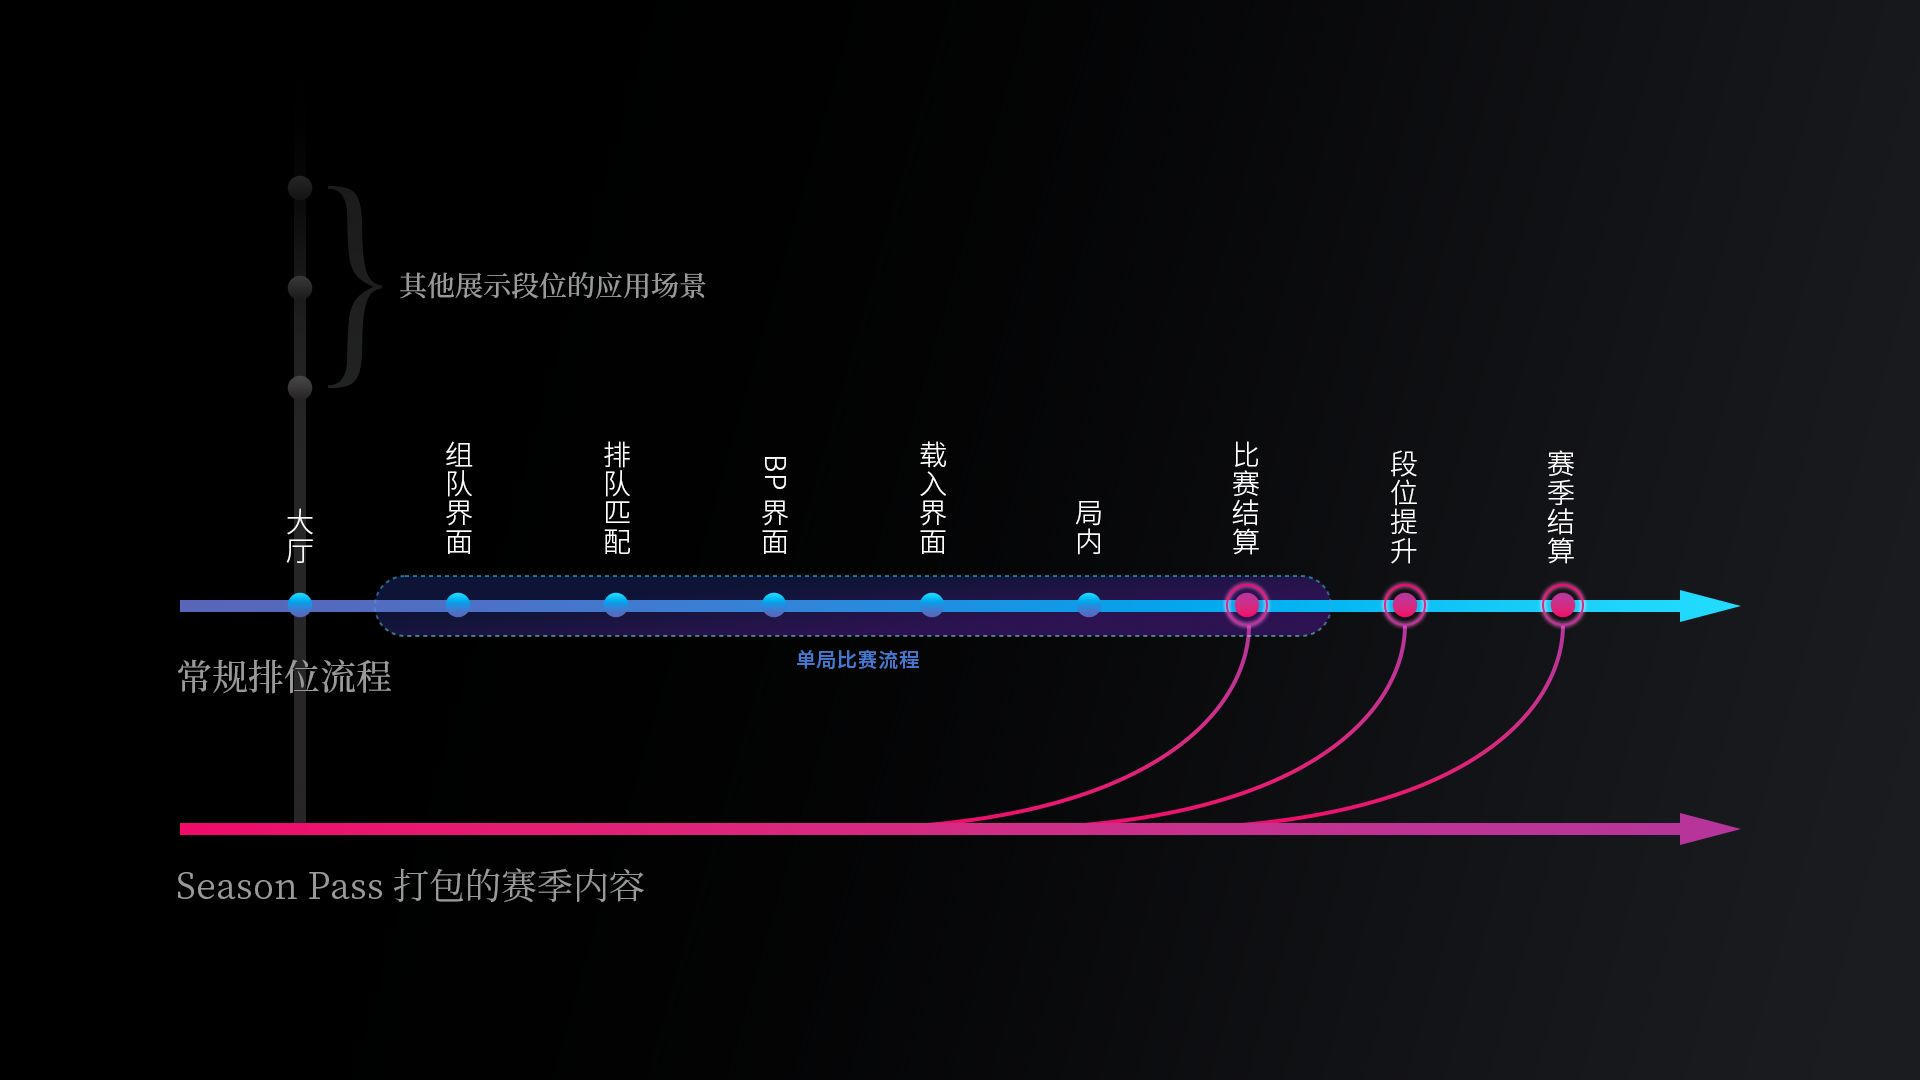 其他展示段位的应用场景
大厅
组队界面
排队匹配
BP 界面
载入界面
局内
比赛结算
段位提升
赛季结算
单局比赛流程
常规排位流程
Season Pass 打包的赛季内容